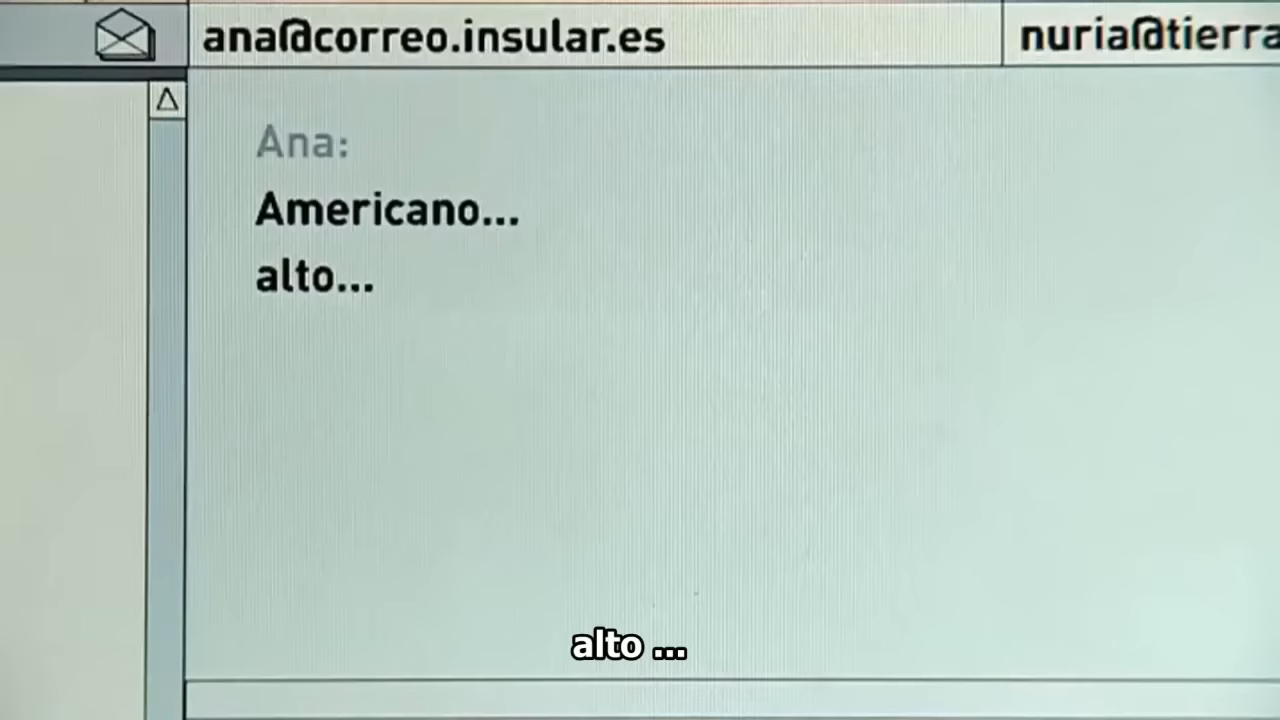 ana@correo.insular.es
nuria@tierra
Ana:
Americano...
alto...
alto ...